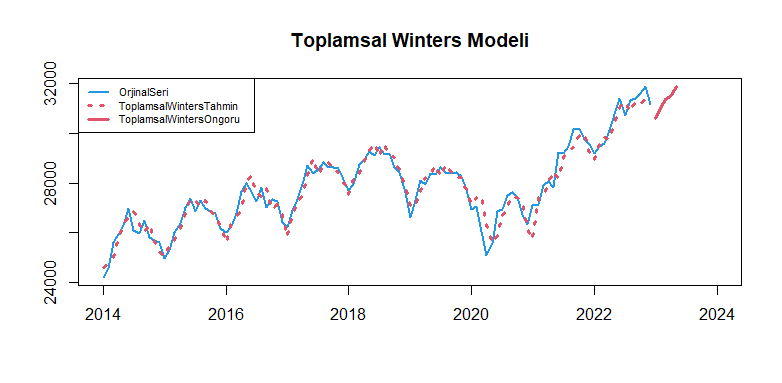 Toplamsal Winters Modeli
OrjinalSeri
ToplamsalWintersTahmin
ToplamsalWintersOngoru
32000
28000
24000
2014 2016 2018 2020 2022 2024